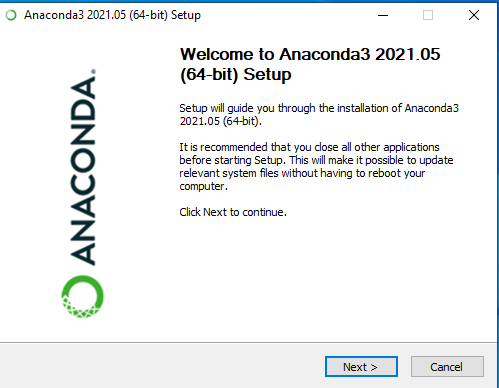 Anaconda3 2021.05 (64-bit) Setup
Welcome to Anaconda3 2021.05
(64-bit) Setup
Setup will guide you through the installation of Anaconda3
2021.05 (64-bit).
It is recommended that you close all other applications
before starting Setup. This will make it possible to update
relevant system files without having to reboot your
computer.
Click Next to continue.
ANACONDA.
Next >
Cancel